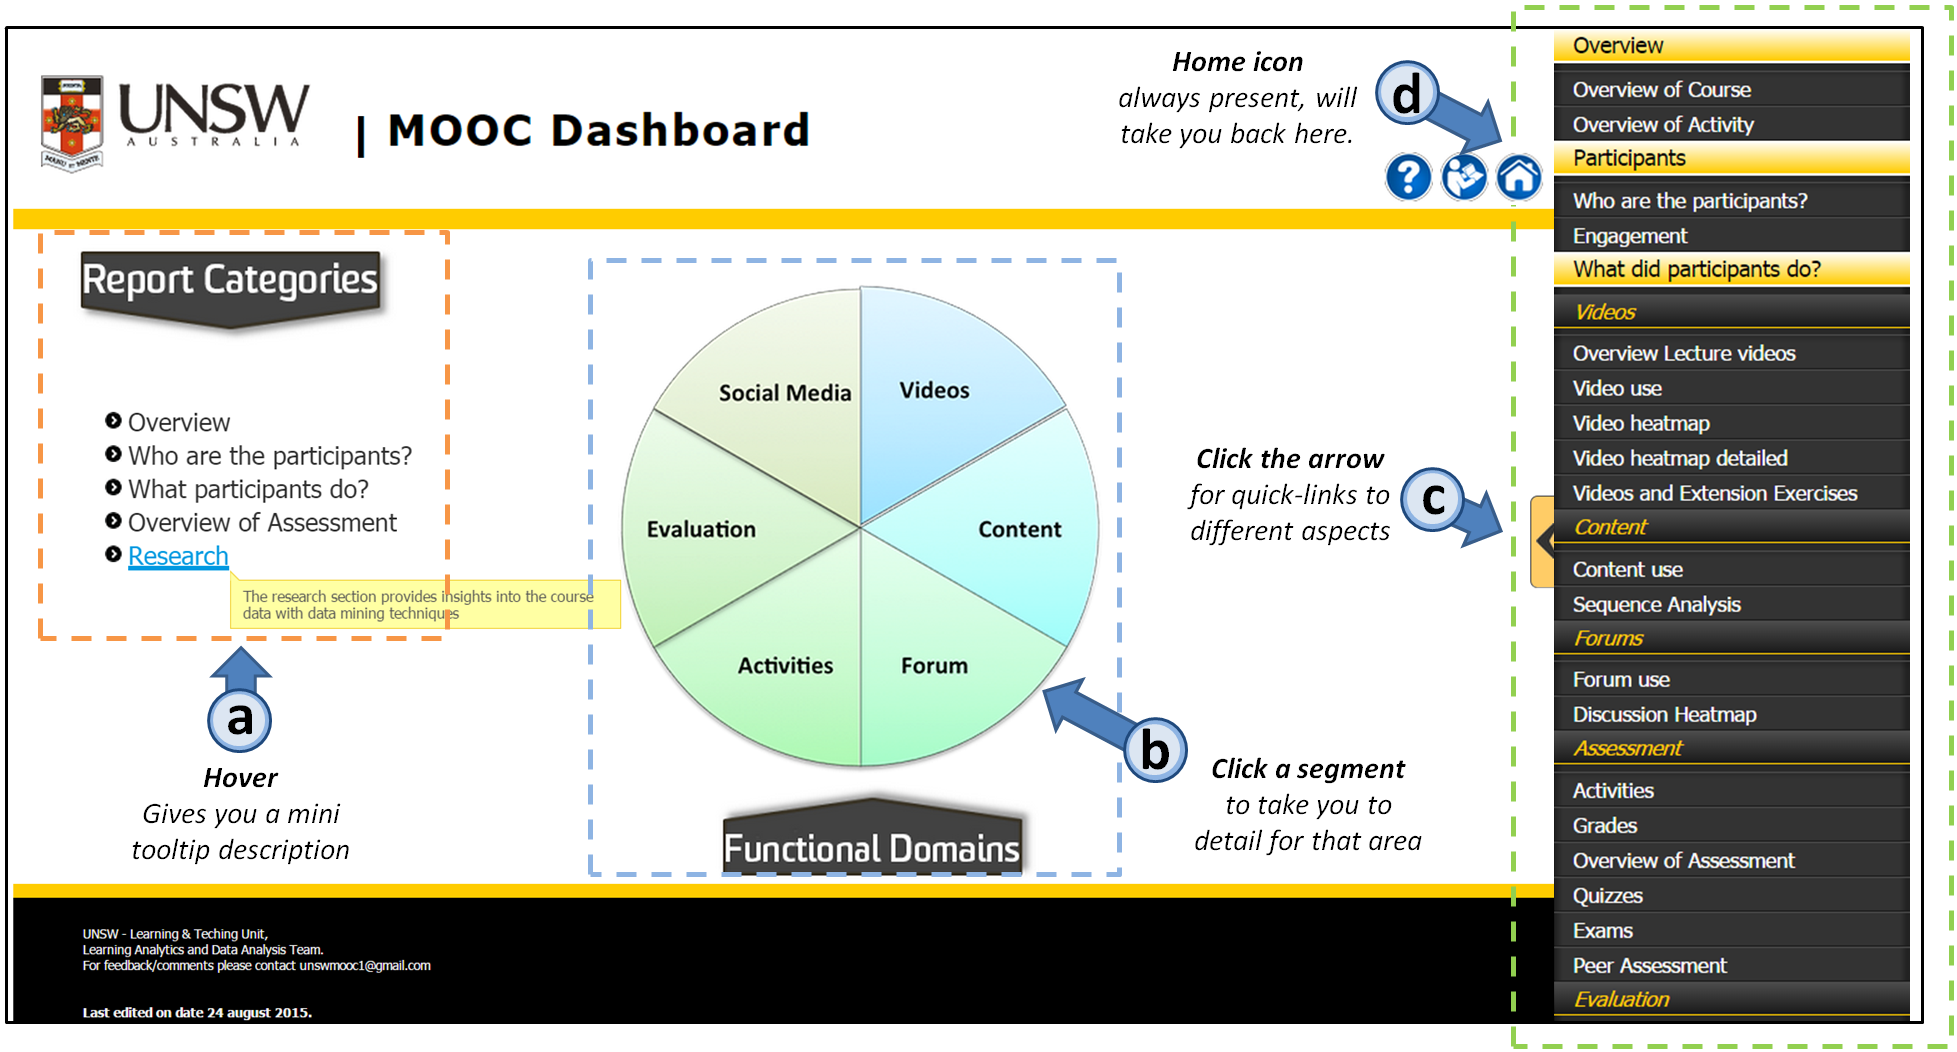 UNSW
AUSTRALIA
MANU et MENTE
| MOOC Dashboard
Home icon
always present, will
take you back here.
d
?
Report Categories
Overview
Who are the participants?
What participants do?
Overview of Assessment
Research
The research section provides insights into the course
data with data mining techniques
a
Hover
Gives you a mini
tooltip description
Social Media
Videos
Evaluation
Content
Activities
Forum
Functional Domains
b
Click a segment
to take you to
detail for that area
Click the arrow
for quick-links to
different aspects
c
Overview
Overview of Course
Overview of Activity
Participants
Who are the participants?
Engagement
What did participants do?
Videos
Overview Lecture videos
Video use
Video heatmap
Video heatmap detailed
Videos and Extension Exercises
Content
Content use
Sequence Analysis
Forums
Forum use
Discussion Heatmap
Assessment
Activities
Grades
Overview of Assessment
Quizzes
Exams
Peer Assessment
Evaluation
UNSW - Learning & Teching Unit,
Learning Analytics and Data Analysis Team.
For feedback/comments please contact unswmooc1@gmail.com
Last edited on date 24 august 2015.